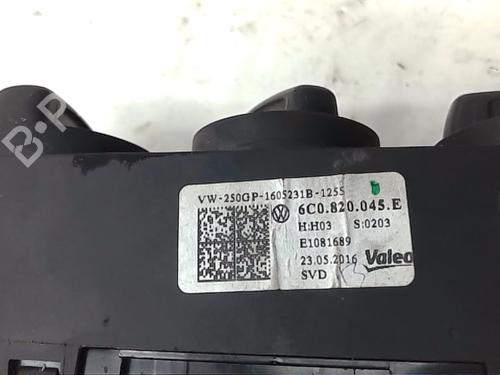 VW-250GP-1605231B-1255
6C0.820.045.E
H:H03 S:0203
E1081689
23.05.2016 Valeo
SVD